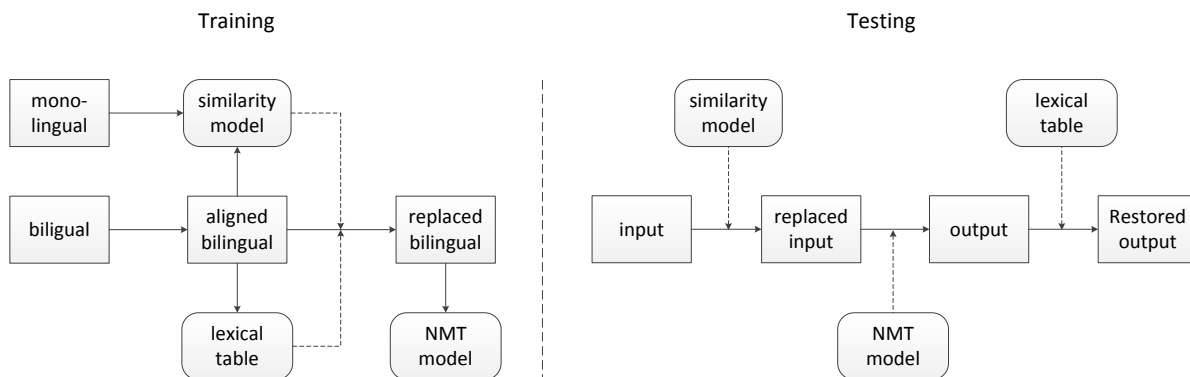 Training
Testing
mono-
lingual
similarity
model
biligual
aligned
bilingual
replaced
bilingual
lexical
table
NMT
model
similarity
model
lexical
table
input
replaced
input
output
Restored
output
NMT
model